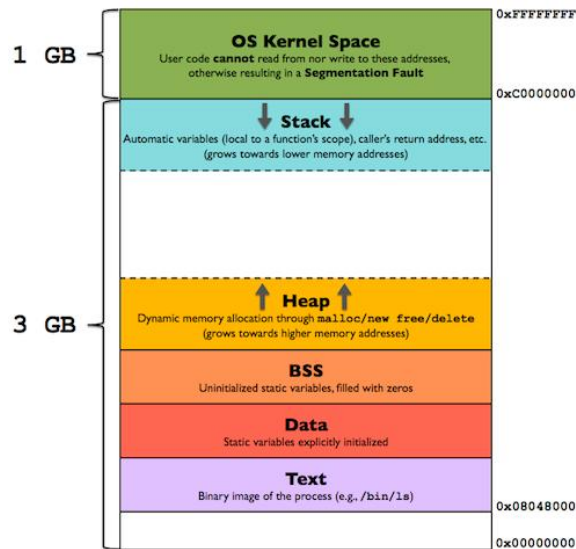 0xFFFFFFFF
1 GB
OS Kernel Space
User code cannot read from nor write to these addresses,
otherwise resulting in a Segmentation Fault
0xC0000000
Stack
Automatic variables (local to a function's scope), caller's return address, etc.
(grows towards lower memory addresses)
3 GB
Heap
Dynamic memory allocation through malloc/new free/delete
(grows towards higher memory addresses)
BSS
Uninitialized static variables, filled with zeros
Data
Static variables explicitly initialized
Text
Binary image of the process (e.g., /bin/ls)
0x08048000
0x00000000